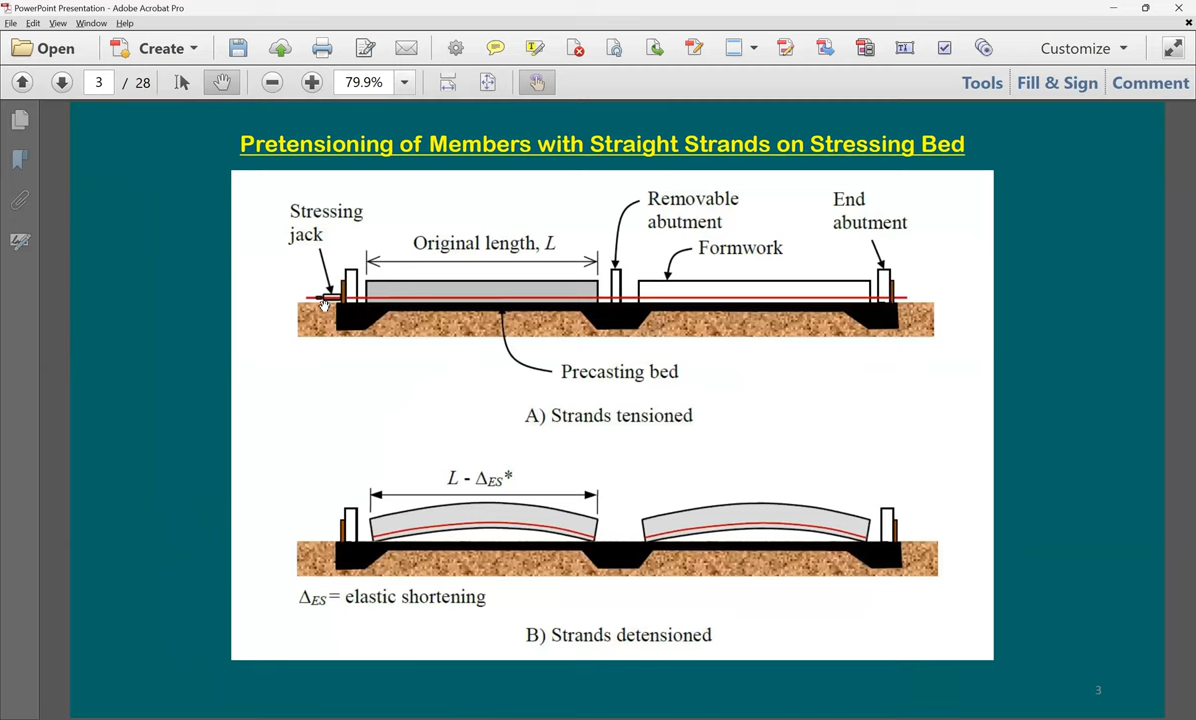 PowerPoint Presentation - Adobe Acrobat Pro
File Edit View Window Help
Open Create Customize
3 / 28 79.9% Tools Fill & Sign Comment
Pretensioning of Members with Straight Strands on Stressing Bed
Stressing
jack
Original length, L
Removable
abutment
Formwork
End
abutment
Precasting bed
A) Strands tensioned
L - ΔES*
ΔES = elastic shortening
B) Strands detensioned
3